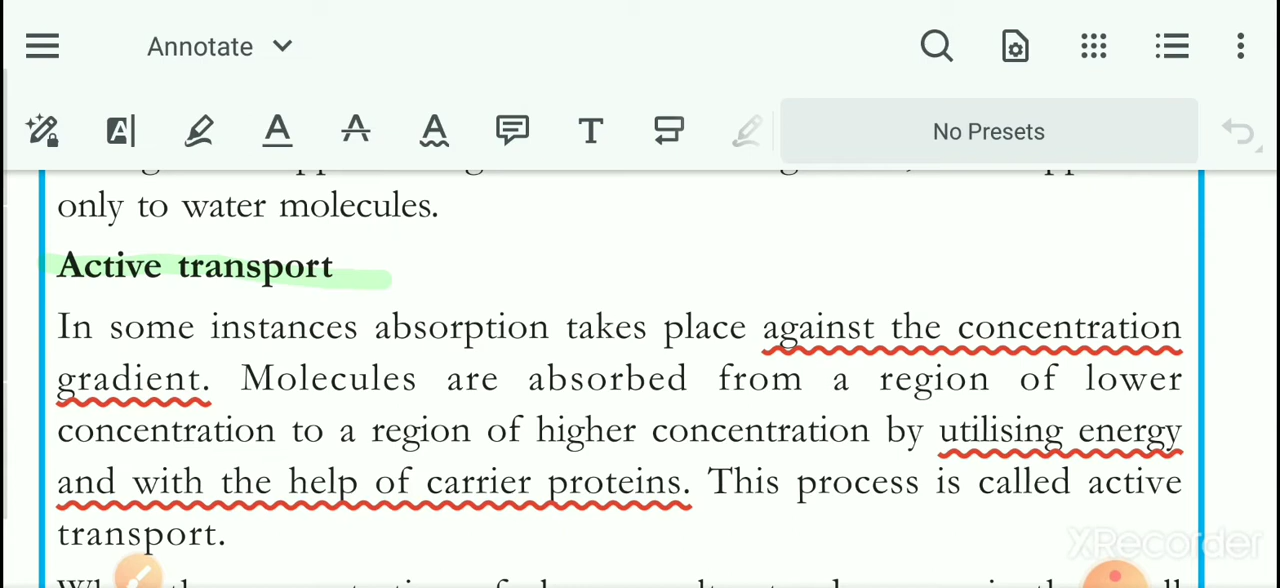 Annotate
No Presets
only to water molecules.
Active transport
In some instances absorption takes place against the concentration
gradient. Molecules are absorbed from a region of lower
concentration to a region of higher concentration by utilising energy
and with the help of carrier proteins. This process is called active
transport.
XRecorder